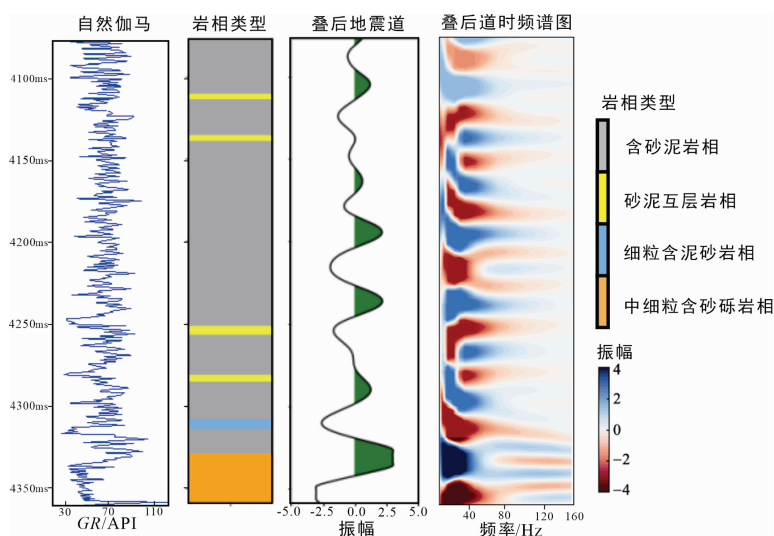 自然伽马
岩相类型
叠后地震道
叠后道时频谱图
4100ms
4150ms
4200ms
4250ms
4300ms
4350ms
30 70 110
GR/API
-5.0 -2.5 0 2.5 5.0
振幅
40 80 120 160
频率/Hz
岩相类型
含砂泥岩相
砂泥互层岩相
细粒含泥砂岩相
中细粒含砂砾岩相
振幅
4
2
0
−2
−4